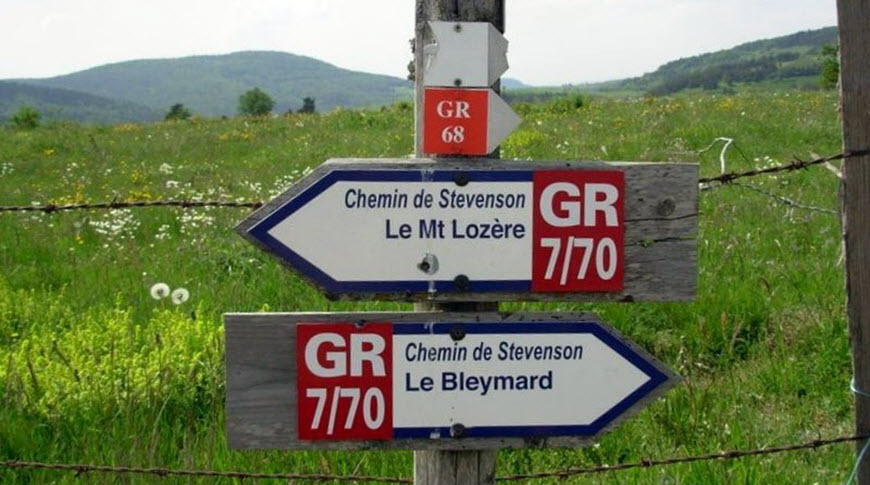 GR
68
Chemin de Stevenson
Le Mt Lozère
GR
7/70
GR
7/70
Chemin de Stevenson
Le Bleymard